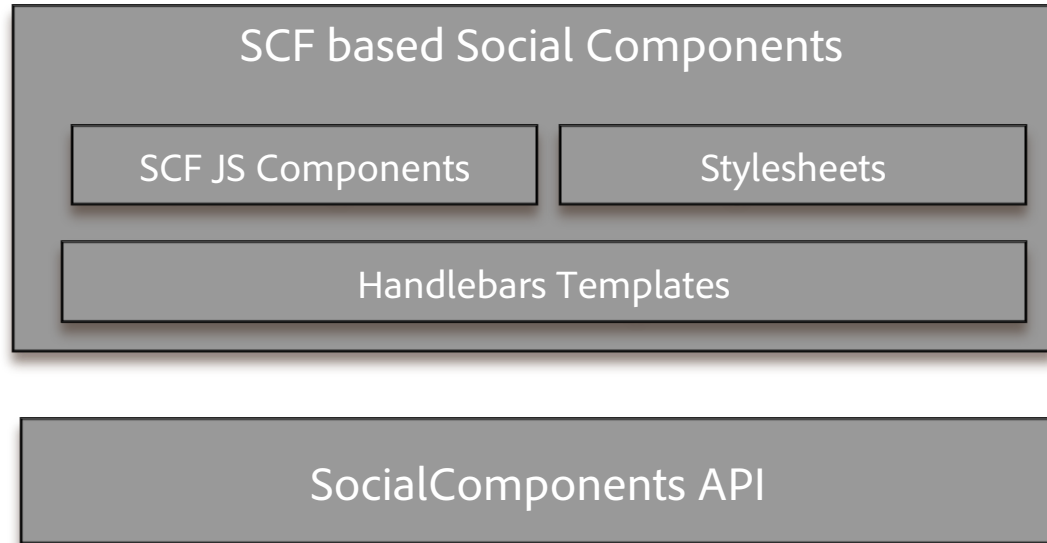 SCF based Social Components
SCF JS Components
Stylesheets
Handlebars Templates
SocialComponents API